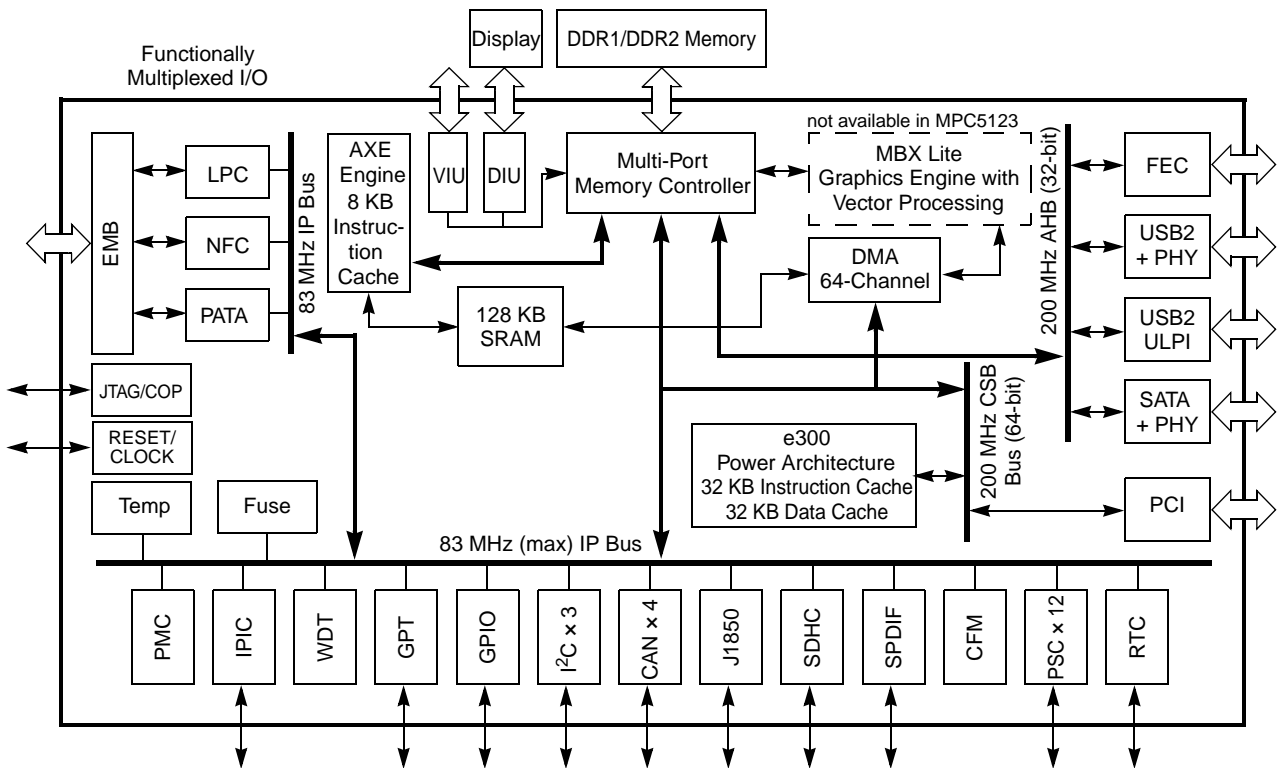 Functionally
Multiplexed I/O
Display
DDR1/DDR2 Memory
not available in MPC5123
EMB
LPC
NFC
PATA
83 MHz IP Bus
AXE
Engine
8 KB
Instruc-
tion
Cache
VIU
DIU
Multi-Port
Memory Controller
MBX Lite
Graphics Engine with
Vector Processing
DMA
64-Channel
128 KB
SRAM
200 MHz AHB (32-bit)
FEC
USB2
+ PHY
USB2
ULPI
SATA
+ PHY
PCI
JTAG/COP
RESET/
CLOCK
Temp
Fuse
e300
Power Architecture
32 KB Instruction Cache
32 KB Data Cache
200 MHz CSB
Bus (64-bit)
83 MHz (max) IP Bus
PMC
IPIC
WDT
GPT
GPIO
I²C × 3
CAN × 4
J1850
SDHC
SPDIF
CFM
PSC × 12
RTC